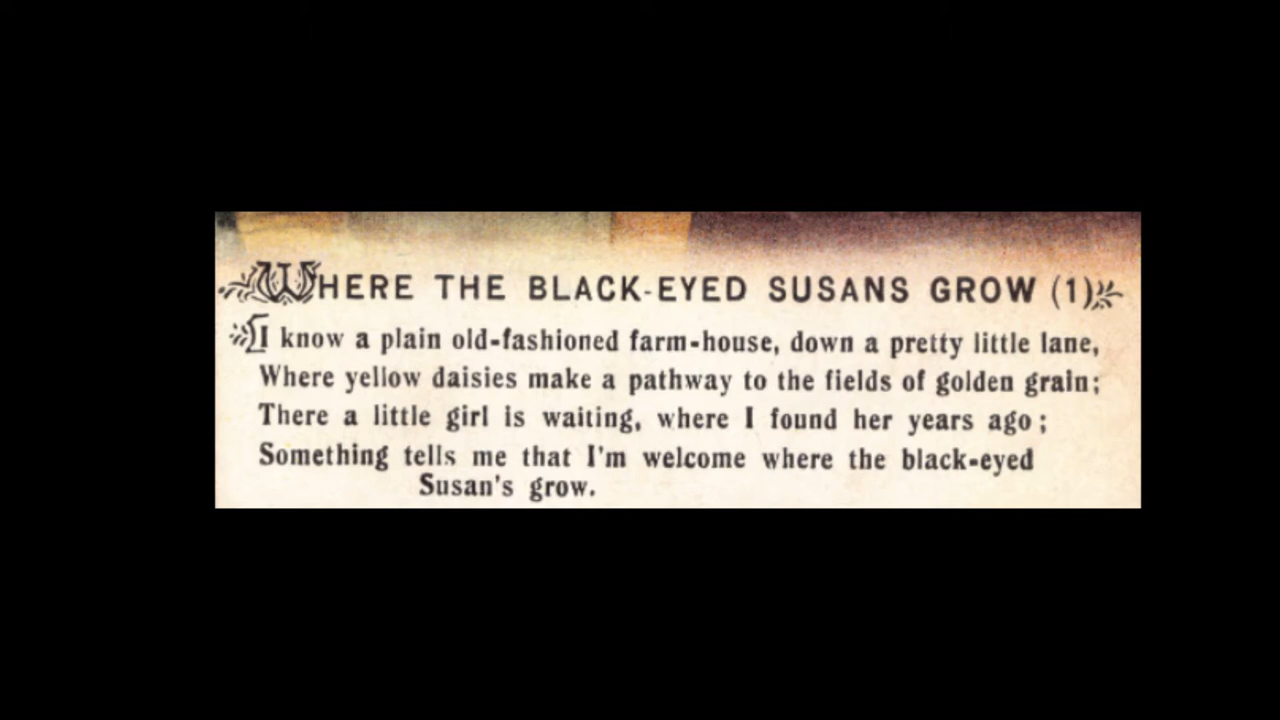 WHERE THE BLACK-EYED SUSANS GROW (1)
I know a plain old-fashioned farm-house, down a pretty little lane,
Where yellow daisies make a pathway to the fields of golden grain;
There a little girl is waiting, where I found her years ago;
Something tells me that I'm welcome where the black-eyed
Susan's grow.